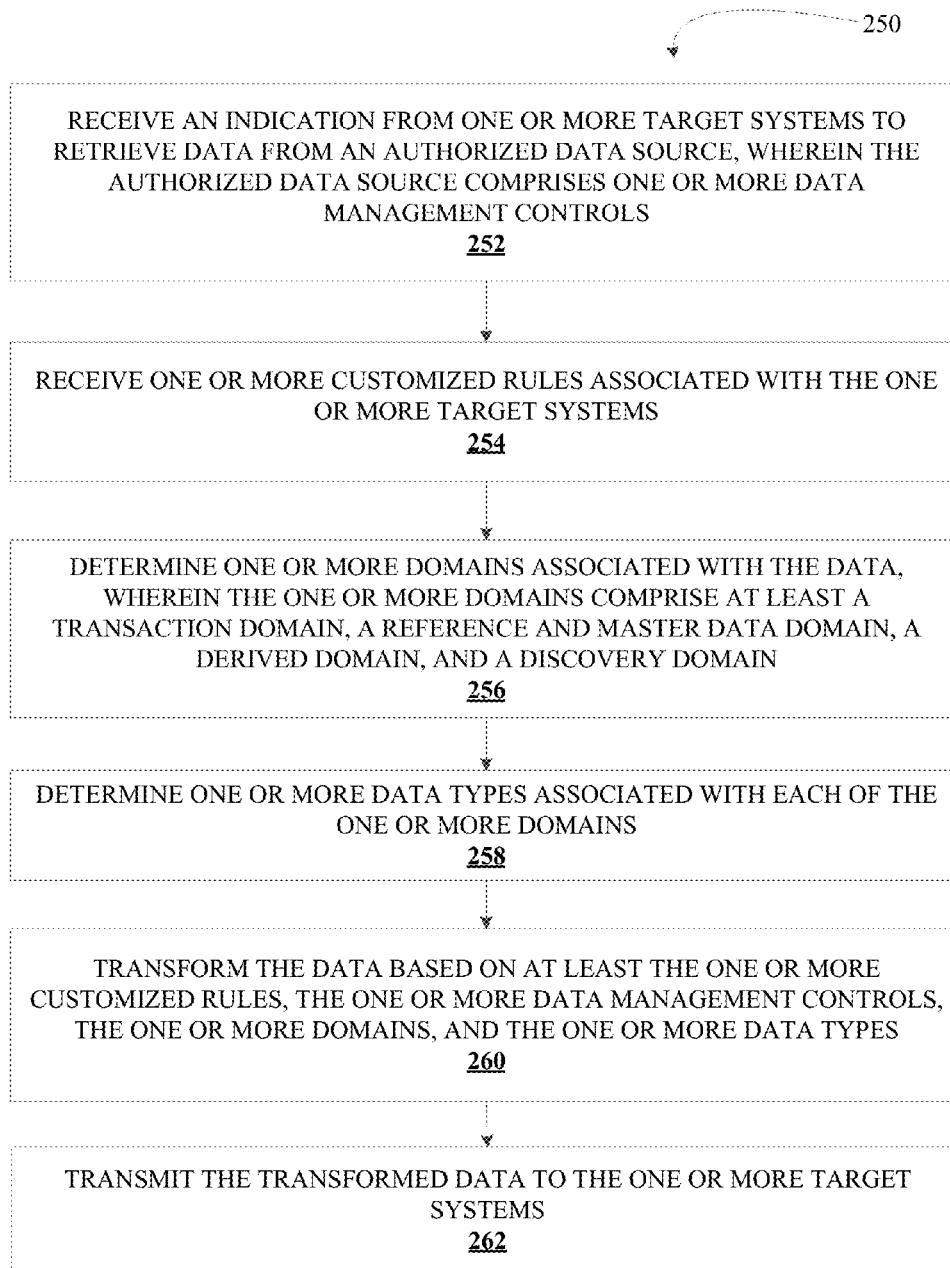 250
RECEIVE AN INDICATION FROM ONE OR MORE TARGET SYSTEMS TO
RETRIEVE DATA FROM AN AUTHORIZED DATA SOURCE, WHEREIN THE
AUTHORIZED DATA SOURCE COMPRISES ONE OR MORE DATA
MANAGEMENT CONTROLS
252
RECEIVE ONE OR MORE CUSTOMIZED RULES ASSOCIATED WITH THE ONE
OR MORE TARGET SYSTEMS
254
DETERMINE ONE OR MORE DOMAINS ASSOCIATED WITH THE DATA,
WHEREIN THE ONE OR MORE DOMAINS COMPRISE AT LEAST A
TRANSACTION DOMAIN, A REFERENCE AND MASTER DATA DOMAIN, A
DERIVED DOMAIN, AND A DISCOVERY DOMAIN
256
DETERMINE ONE OR MORE DATA TYPES ASSOCIATED WITH EACH OF THE
ONE OR MORE DOMAINS
258
TRANSFORM THE DATA BASED ON AT LEAST THE ONE OR MORE
CUSTOMIZED RULES, THE ONE OR MORE DATA MANAGEMENT CONTROLS,
THE ONE OR MORE DOMAINS, AND THE ONE OR MORE DATA TYPES
260
TRANSMIT THE TRANSFORMED DATA TO THE ONE OR MORE TARGET
SYSTEMS
262